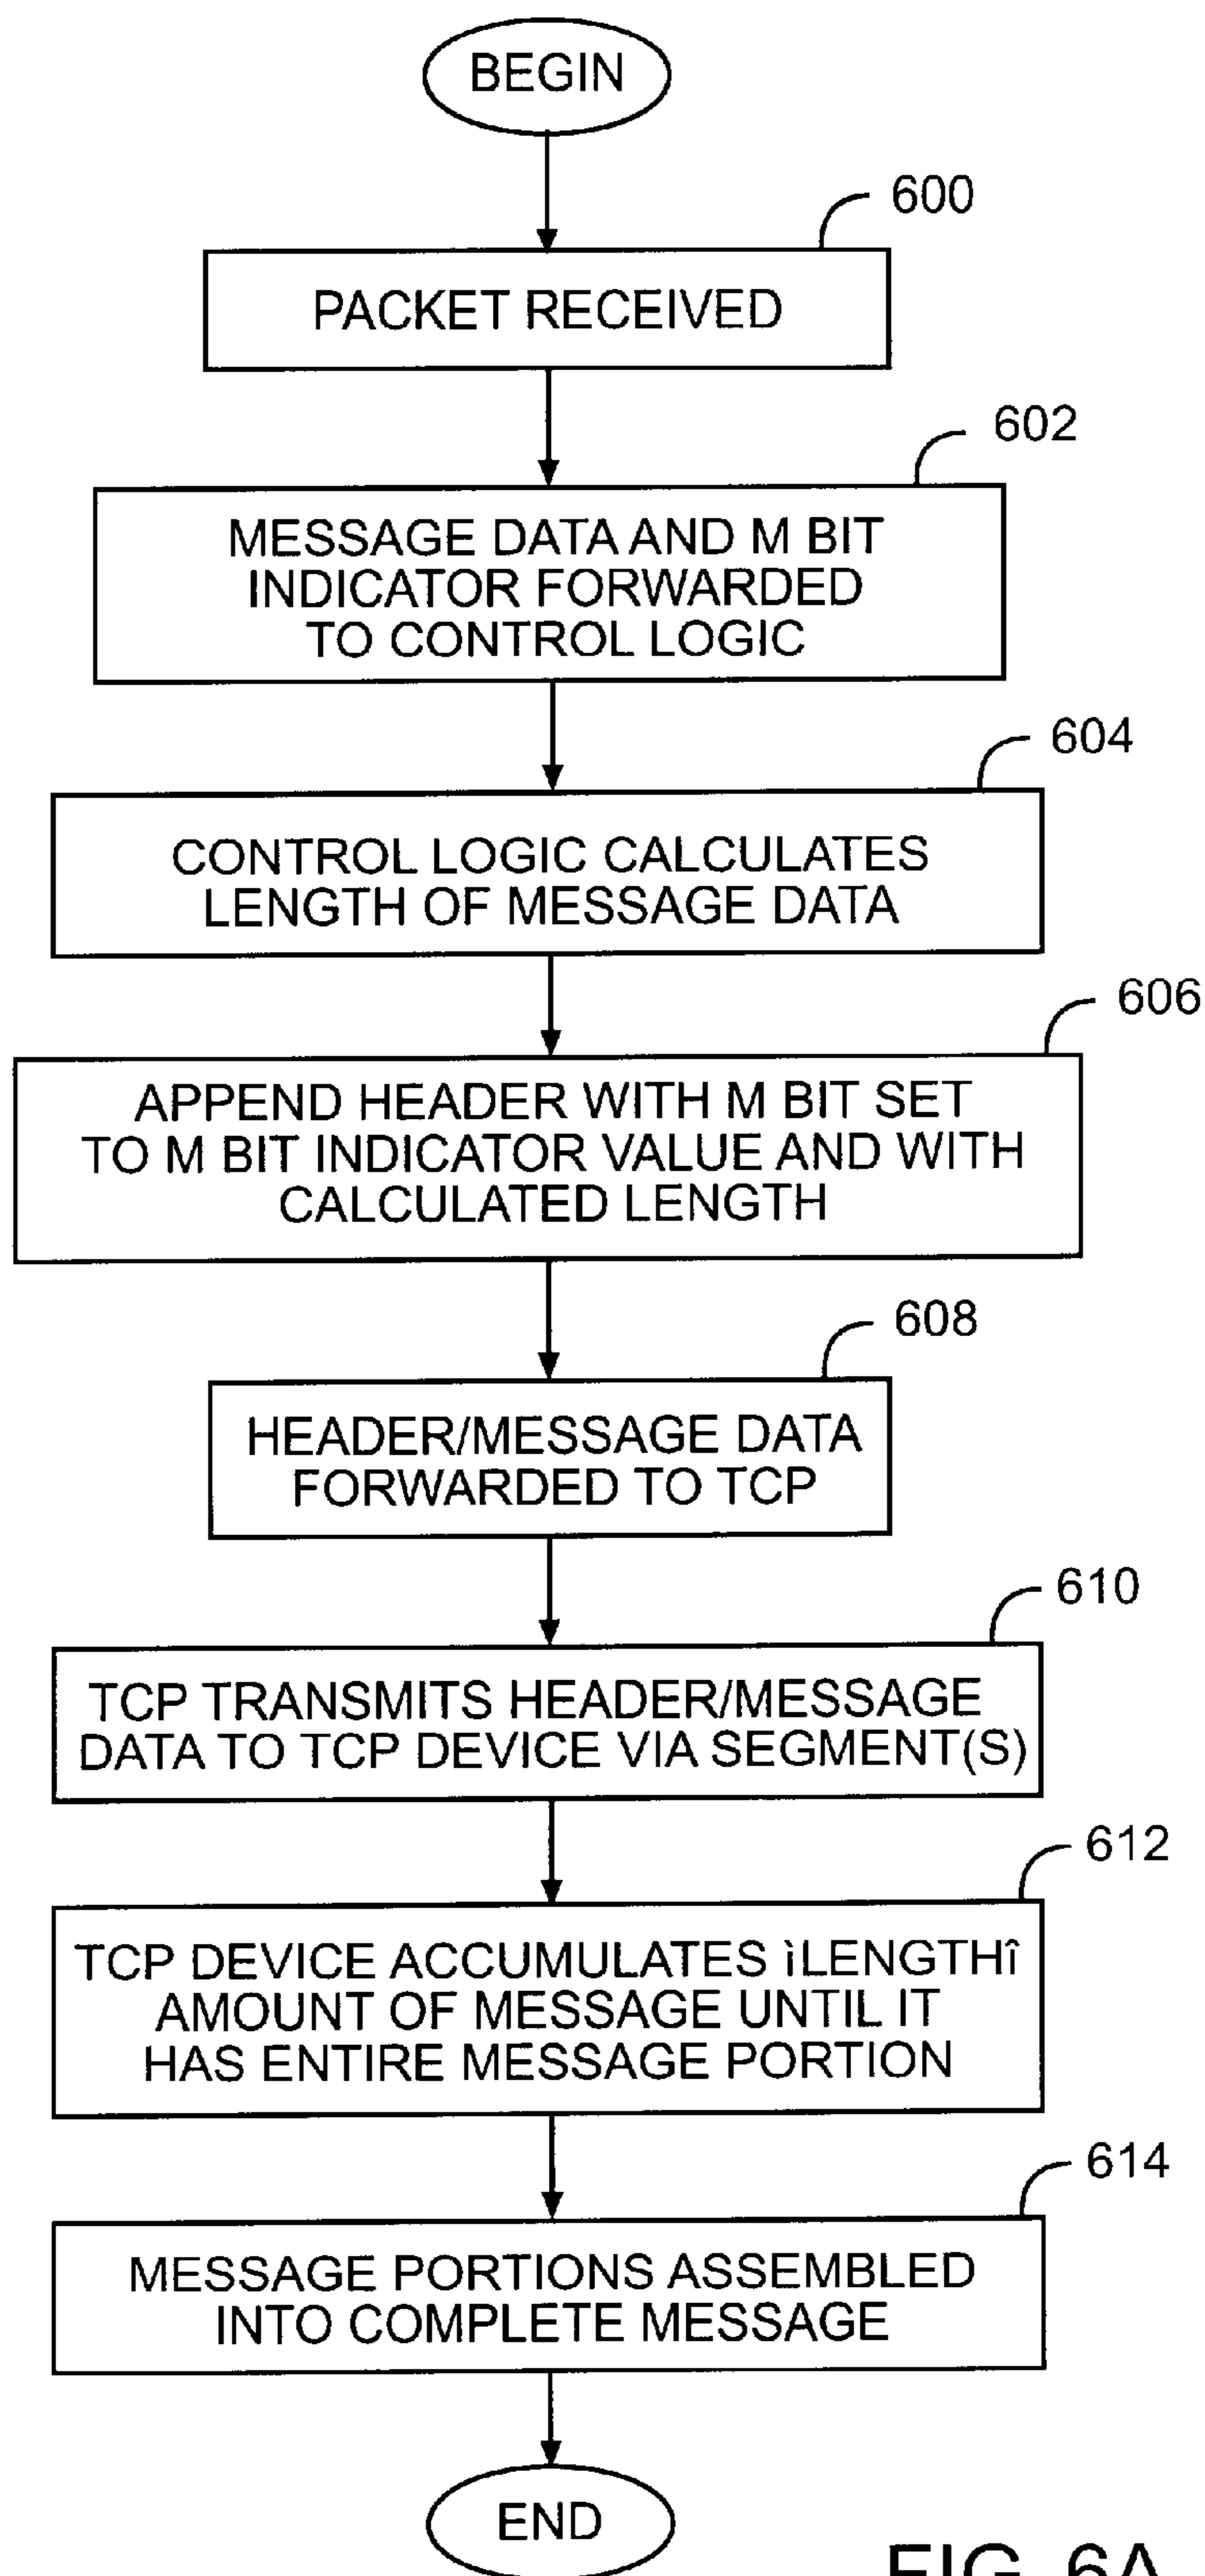 BEGIN
600
PACKET RECEIVED
602
MESSAGE DATA AND M BIT
INDICATOR FORWARDED
TO CONTROL LOGIC
604
CONTROL LOGIC CALCULATES
LENGTH OF MESSAGE DATA
606
APPEND HEADER WITH M BIT SET
TO M BIT INDICATOR VALUE AND WITH
CALCULATED LENGTH
608
HEADER/MESSAGE DATA
FORWARDED TO TCP
610
TCP TRANSMITS HEADER/MESSAGE
DATA TO TCP DEVICE VIA SEGMENT(S)
612
TCP DEVICE ACCUMULATES ìLENGTHî
AMOUNT OF MESSAGE UNTIL IT
HAS ENTIRE MESSAGE PORTION
614
MESSAGE PORTIONS ASSEMBLED
INTO COMPLETE MESSAGE
END
FIG. 6A